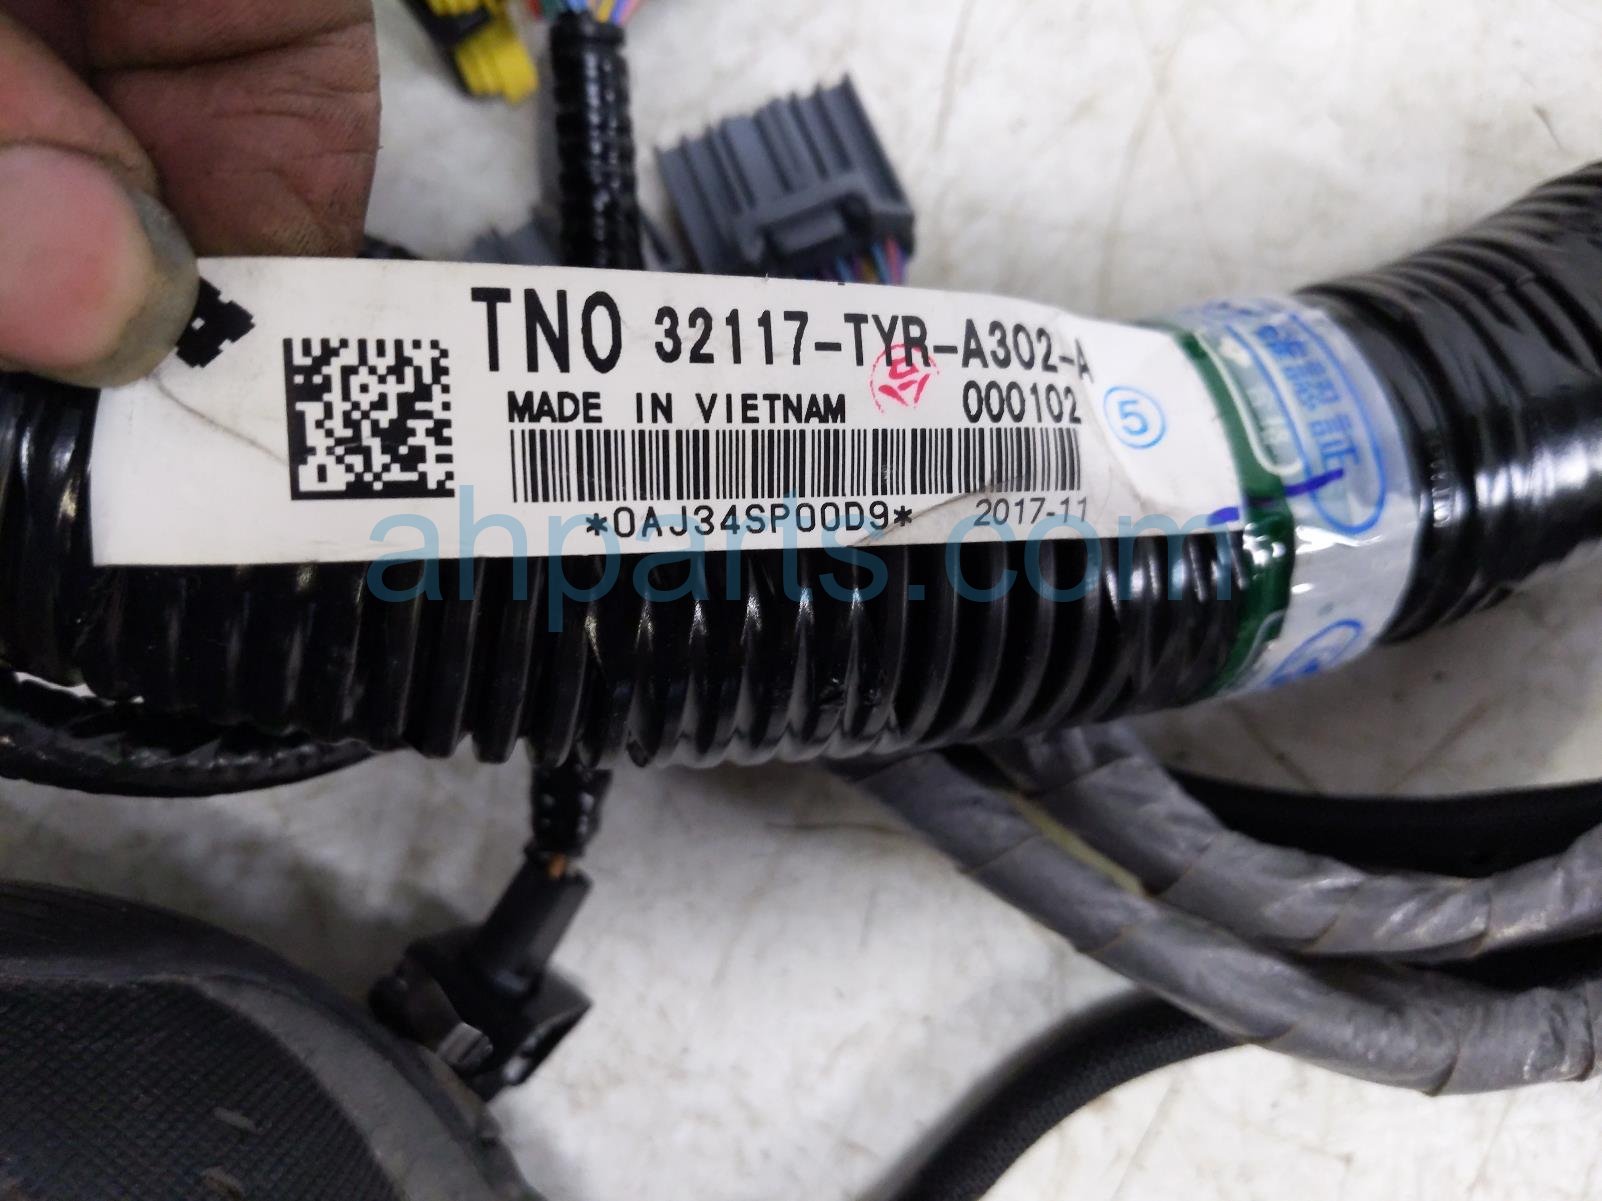 TNO 32117-TYR-A302-A
MADE IN VIETNAM 000102
*0AJ34SP00D9* 2017-11
5
ahparts.com